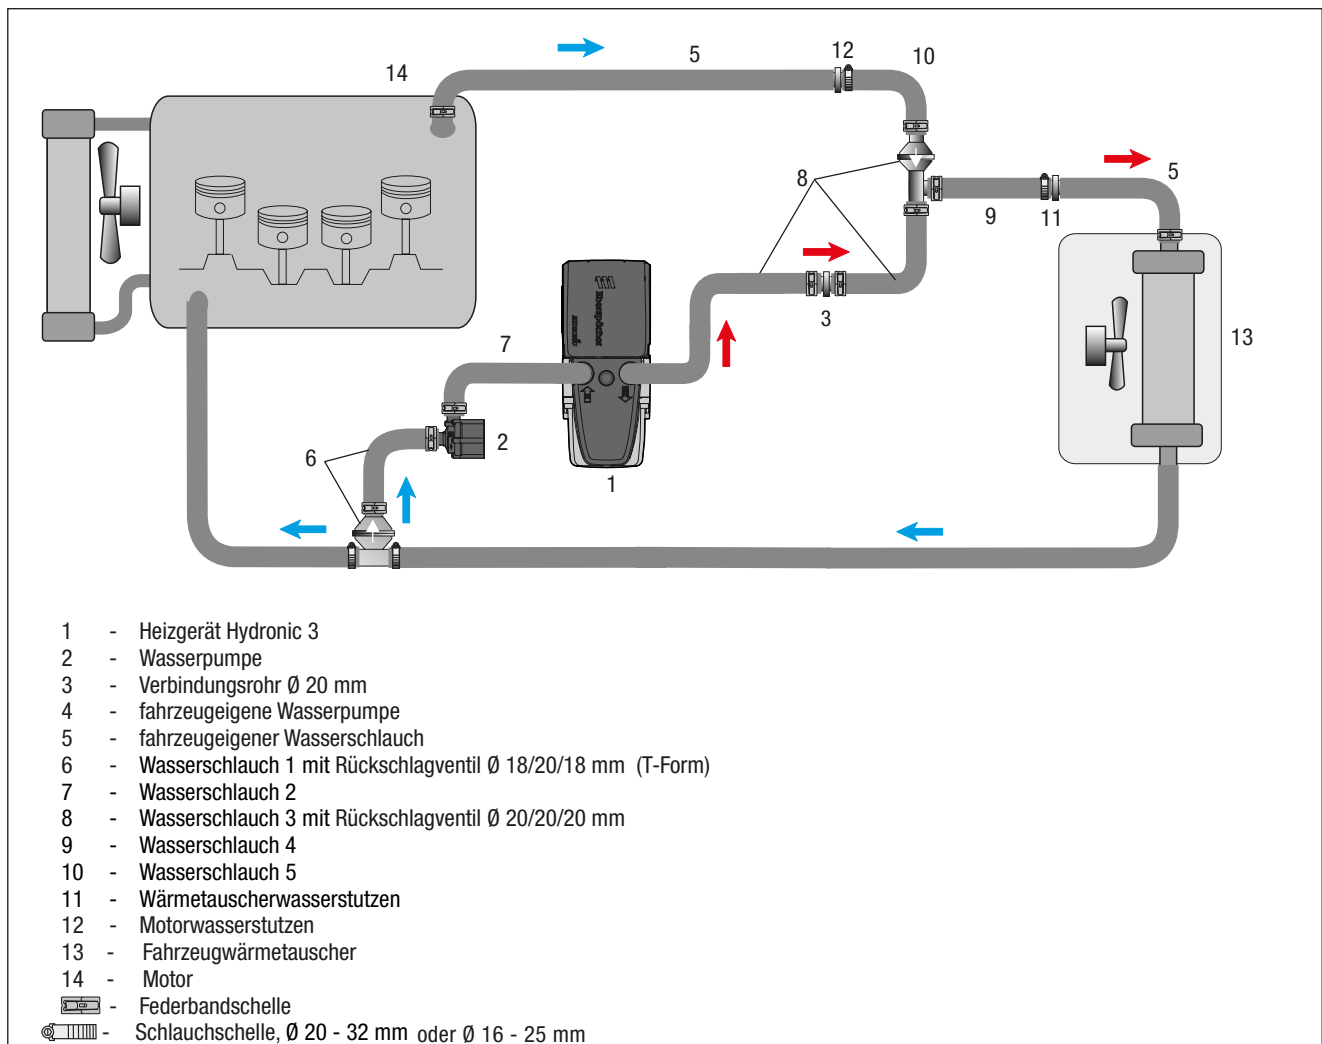 5
12
10
14
8
5
9
11
3
13
7
Eberspächer
2
6
1
1 - Heizgerät Hydronic 3
2 - Wasserpumpe
3 - Verbindungsrohr Ø 20 mm
4 - fahrzeugeigene Wasserpumpe
5 - fahrzeugeigener Wasserschlauch
6 - Wasserschlauch 1 mit Rückschlagventil Ø 18/20/18 mm (T-Form)
7 - Wasserschlauch 2
8 - Wasserschlauch 3 mit Rückschlagventil Ø 20/20/20 mm
9 - Wasserschlauch 4
10 - Wasserschlauch 5
11 - Wärmetauscherwasserstutzen
12 - Motorwasserstutzen
13 - Fahrzeugwärmetauscher
14 - Motor
- Federbandschelle
- Schlauchschelle, Ø 20 - 32 mm oder Ø 16 - 25 mm